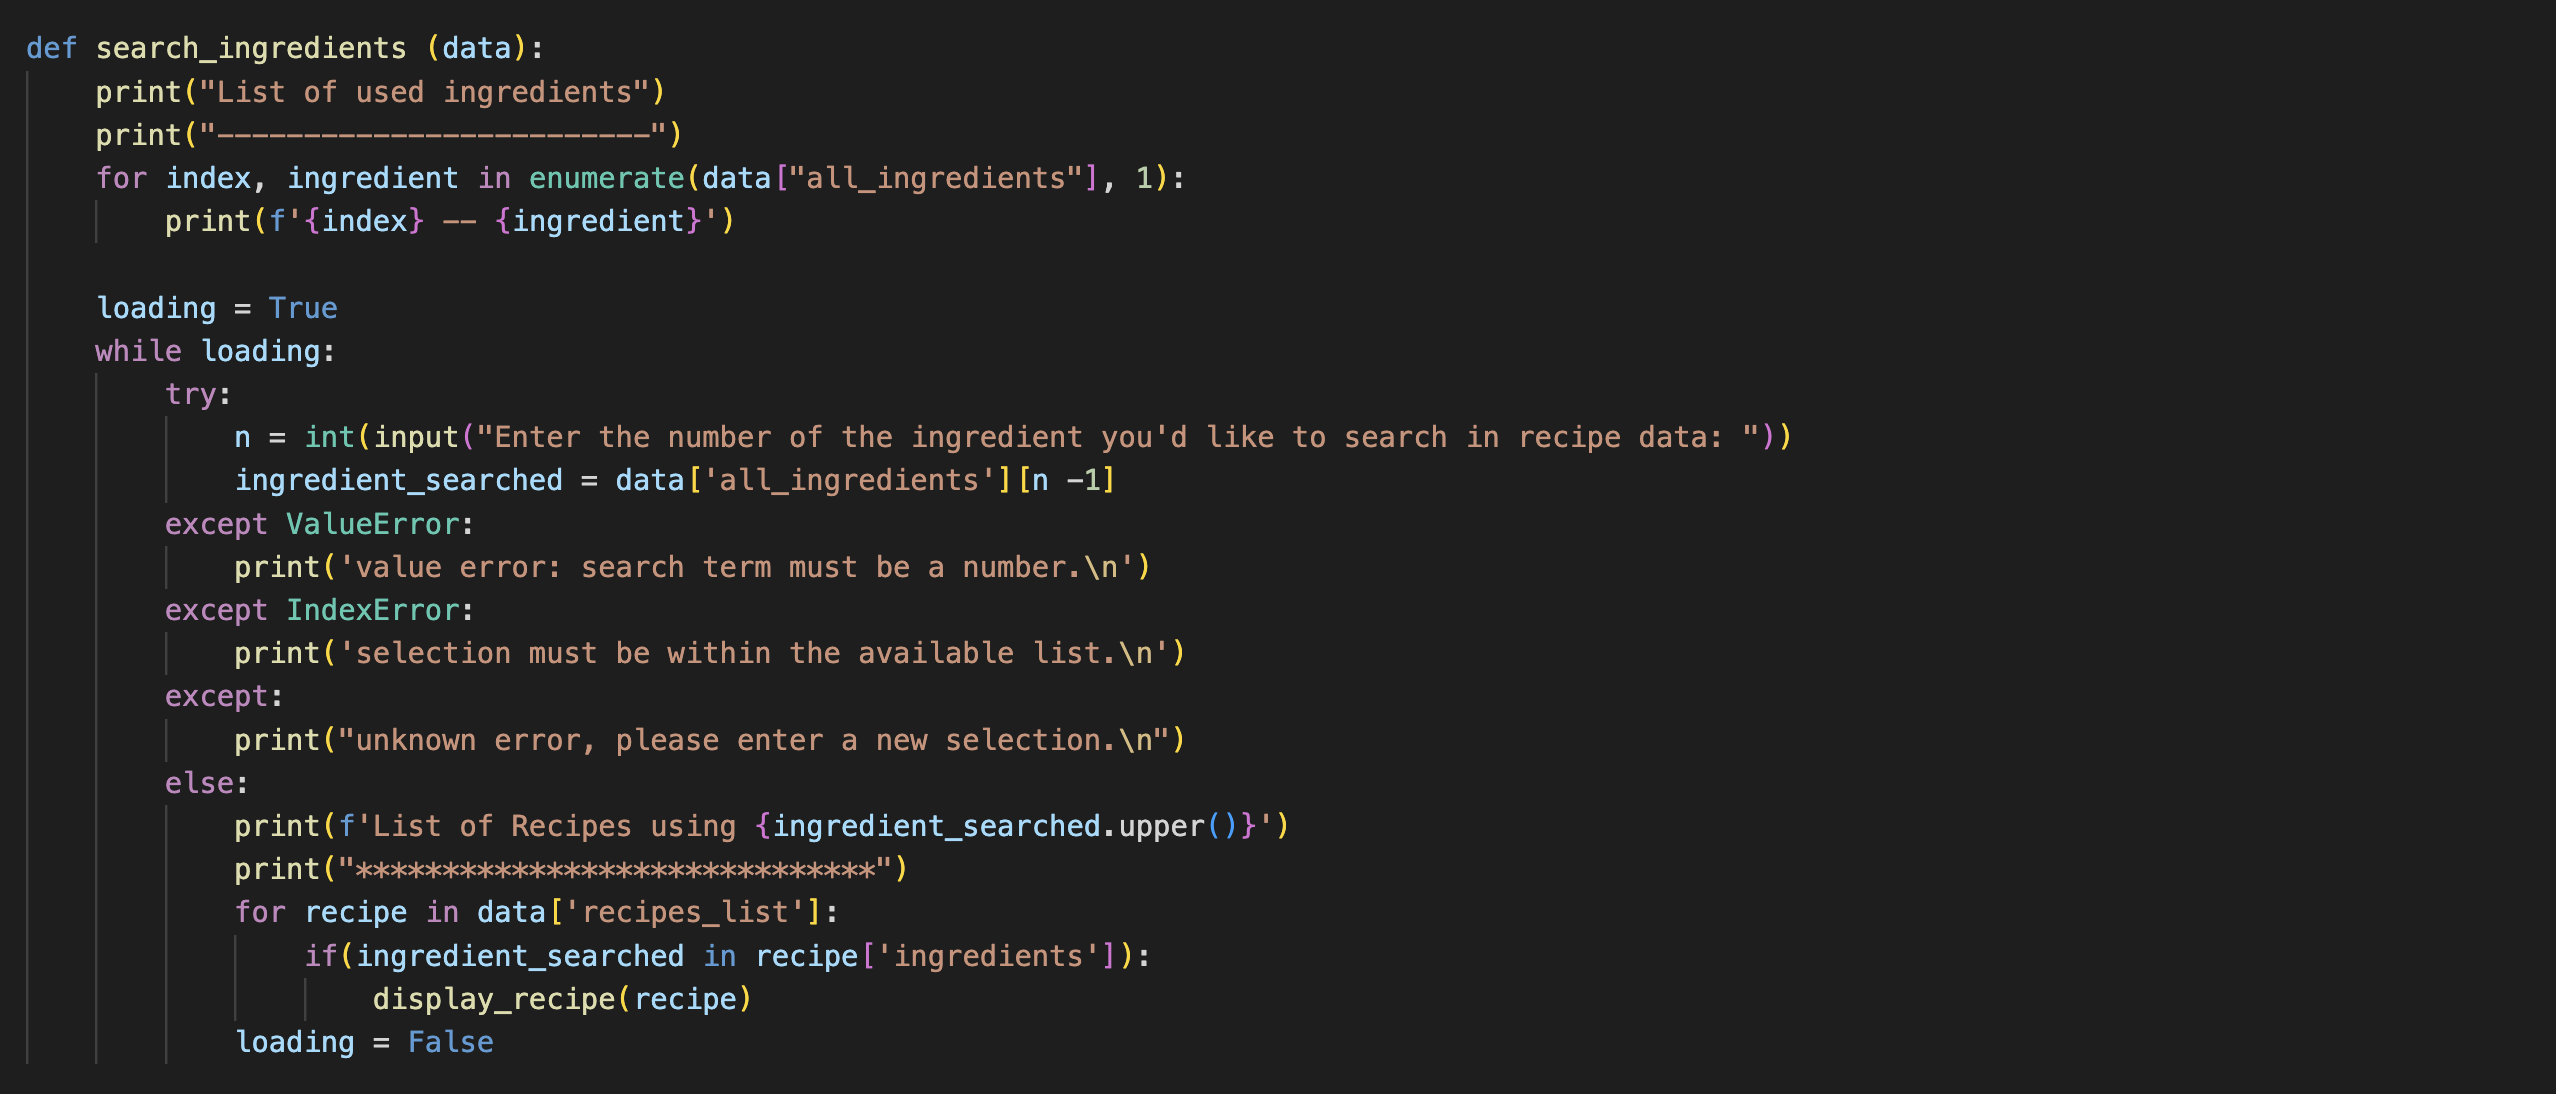 def search_ingredients (data):
    print("List of used ingredients")
    print("-------------------------")
    for index, ingredient in enumerate(data["all_ingredients"], 1):
        print(f'{index} -- {ingredient}')

    loading = True
    while loading:
        try:
            n = int(input("Enter the number of the ingredient you'd like to search in recipe data: "))
            ingredient_searched = data['all_ingredients'][n -1]
        except ValueError:
            print('value error: search term must be a number.\n')
        except IndexError:
            print('selection must be within the available list.\n')
        except:
            print("unknown error, please enter a new selection.\n")
        else:
            print(f'List of Recipes using {ingredient_searched.upper()}')
            print("******************************")
            for recipe in data['recipes_list']:
                if(ingredient_searched in recipe['ingredients']):
                    display_recipe(recipe)
            loading = False